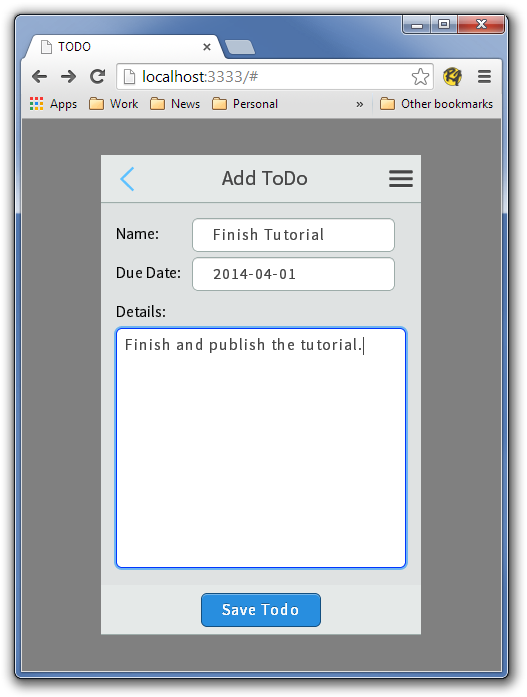 TODO
localhost:3333/#
Apps Work News Personal » Other bookmarks
Add ToDo
Name: Finish Tutorial
Due Date: 2014-04-01
Details:
Finish and publish the tutorial.
Save Todo